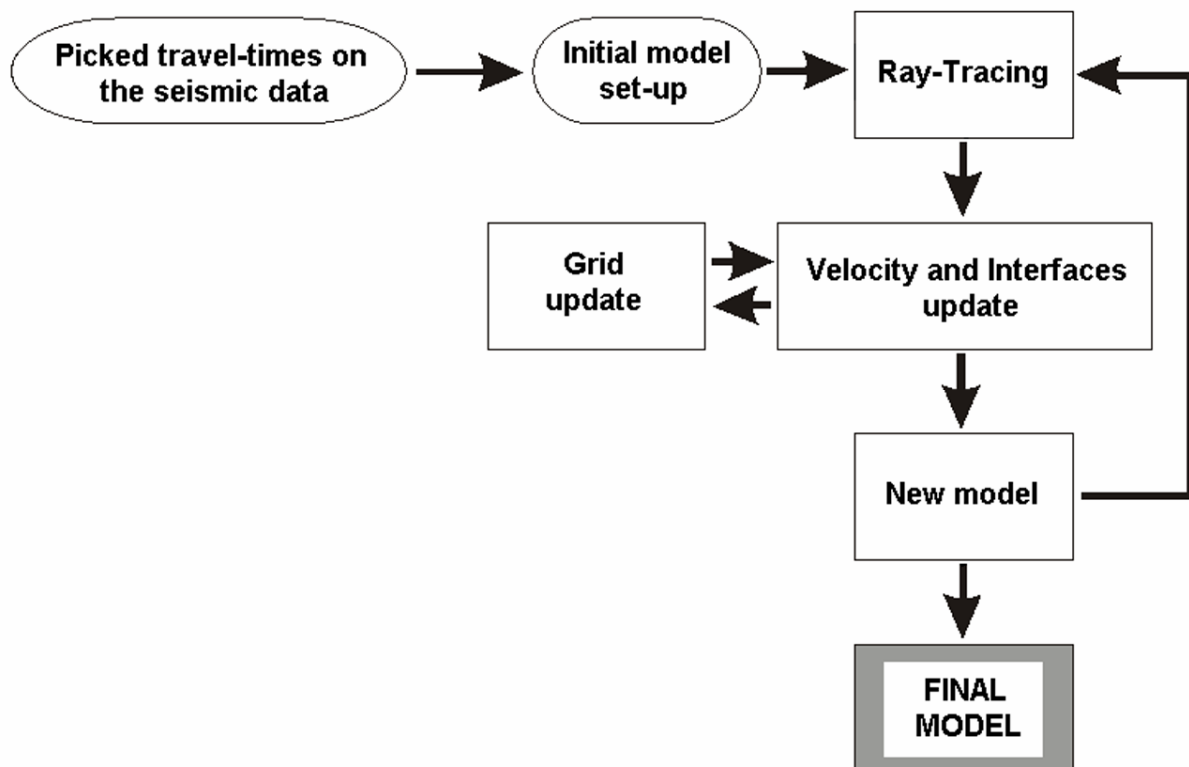 Picked travel-times on
the seismic data
Initial model
set-up
Ray-Tracing
Grid
update
Velocity and Interfaces
update
New model
FINAL
MODEL